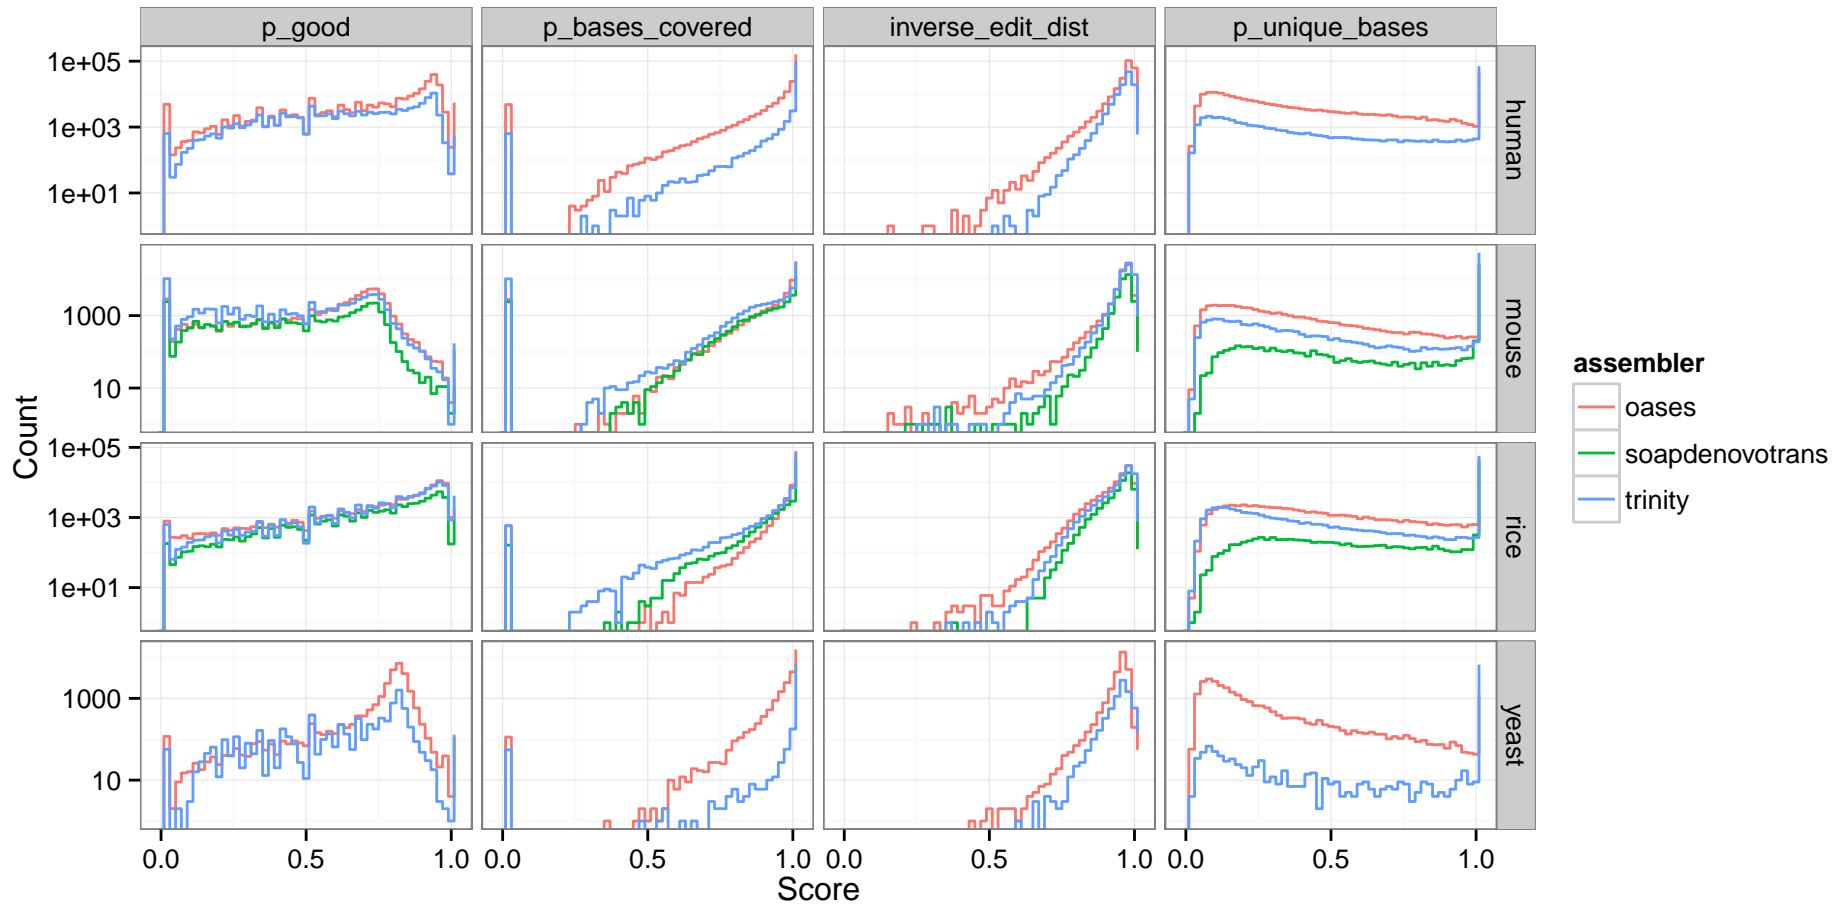 p_good p_bases_covered inverse_edit_dist p_unique_bases
1e+05
1e+03
1e+01
human
1000
10
mouse
Count
1e+05
1e+03
1e+01
rice
1000
10
yeast
0.0 0.5 1.0 0.0 0.5 1.0 0.0 0.5 1.0 0.0 0.5 1.0
Score
assembler
oases
soapdenovotrans
trinity